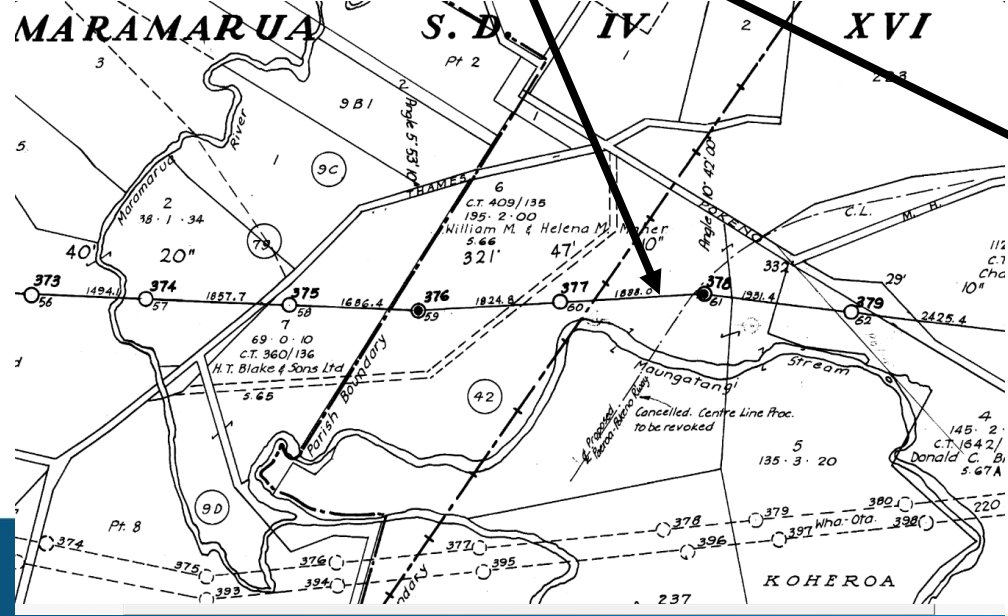 MARAMARUA S. D. IV XVI
3
Pt 2
1
2
223
2
9B1
Angle 5° 53' 10"
1
5.
River
Maramarua
1
9C
THAMES
6
C.T. 409/135
195 · 2 · 00
William M. & Helena M. Maher
S.66
321°
47'
10"
Angle 10° 42' 00"
POKENO
C.L.
M. H.
2
38 · 1 · 34
79
40'
20"
332°
29'
10"
373
56
1494.1
374
57
1857.7
375
58
1686.4
376
59
1824.8
377
60
1888.0
378
61
1931.4
379
62
2425.4
7
69 · 0 · 10
C.T. 360/136
H.T. Blake & Sons Ltd
S.65
Parish Boundary
42
Maungatangi Stream
Proposed
Paeroa-Pokeno Rlwy.
Cancelled. Centre Line Proc.
to be revoked
5
135 · 3 · 20
4
145 · 2 ·
C.T. 1642/
Donald C. B
S.67A
9D
Pt. 8
374
375
376
377
378
379
380
220
393
394
395
396
397
Wha.-Ota.
398
KOHEROA
237